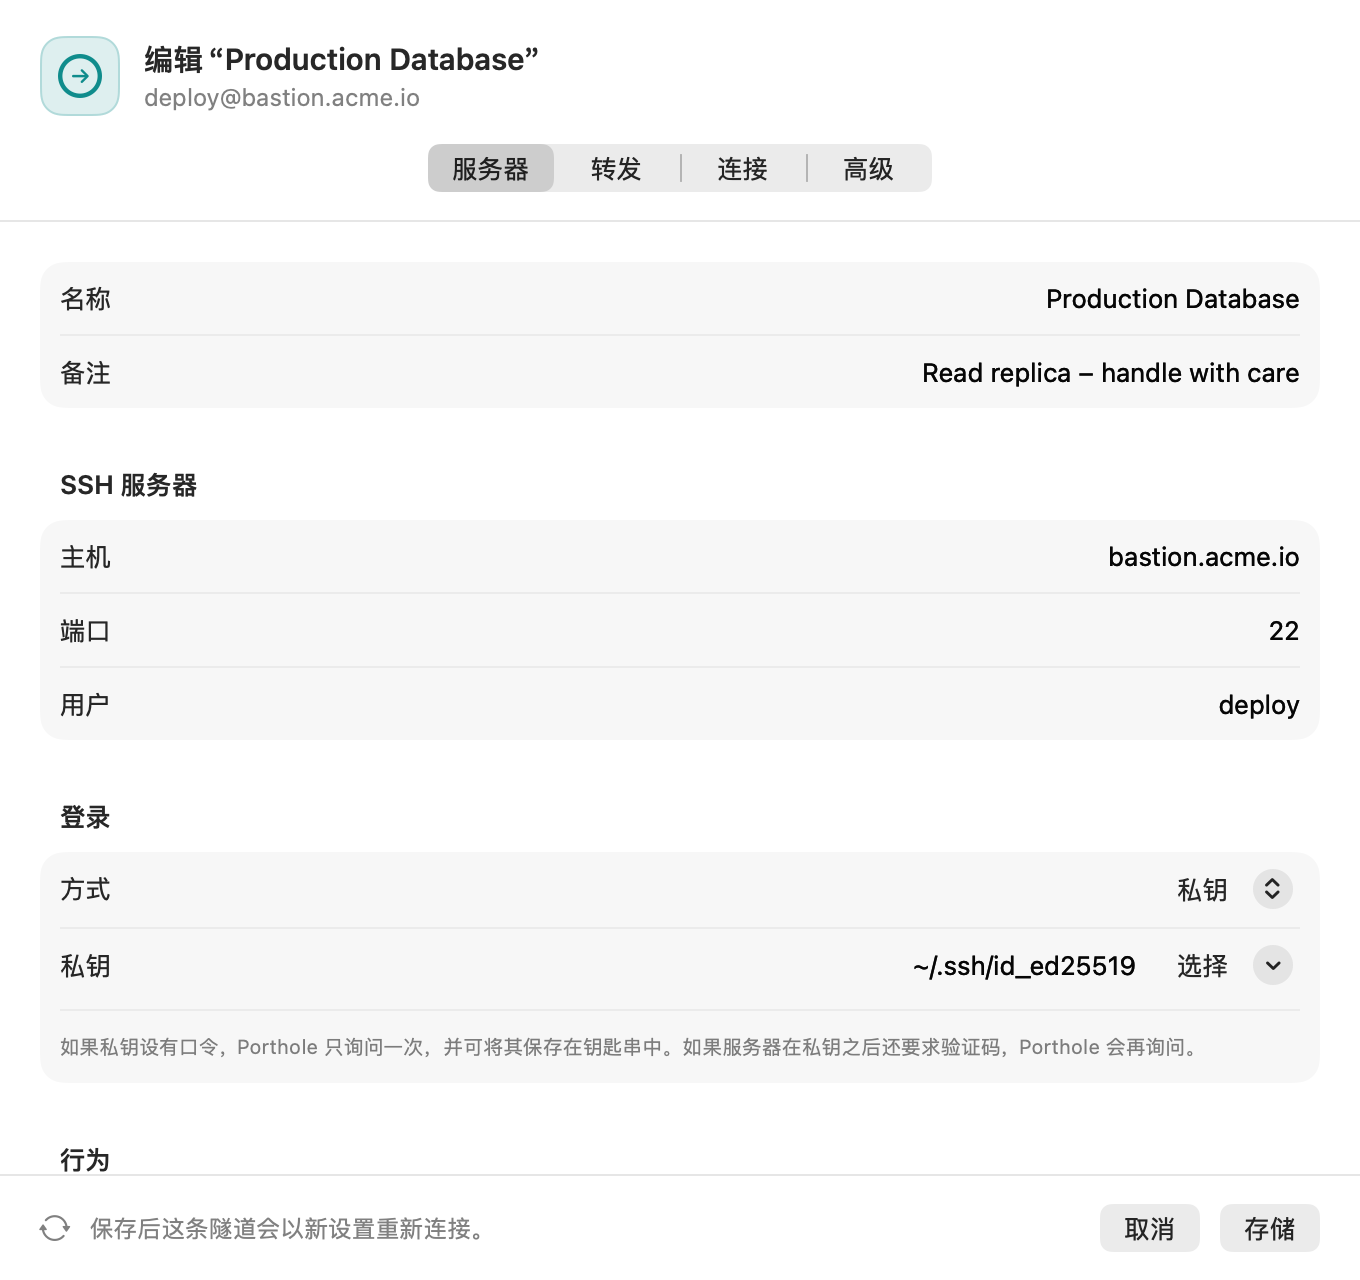 编辑 “Production Database”
deploy@bastion.acme.io
服务器 转发 连接 高级
名称 Production Database
备注 Read replica – handle with care
SSH 服务器
主机 bastion.acme.io
端口 22
用户 deploy
登录
方式 私钥
私钥 ~/.ssh/id_ed25519 选择
如果私钥设有口令，Porthole 只询问一次，并可将其保存在钥匙串中。如果服务器在私钥之后还要求验证码，Porthole 会再询问。
行为
保存后这条隧道会以新设置重新连接。 取消 存储